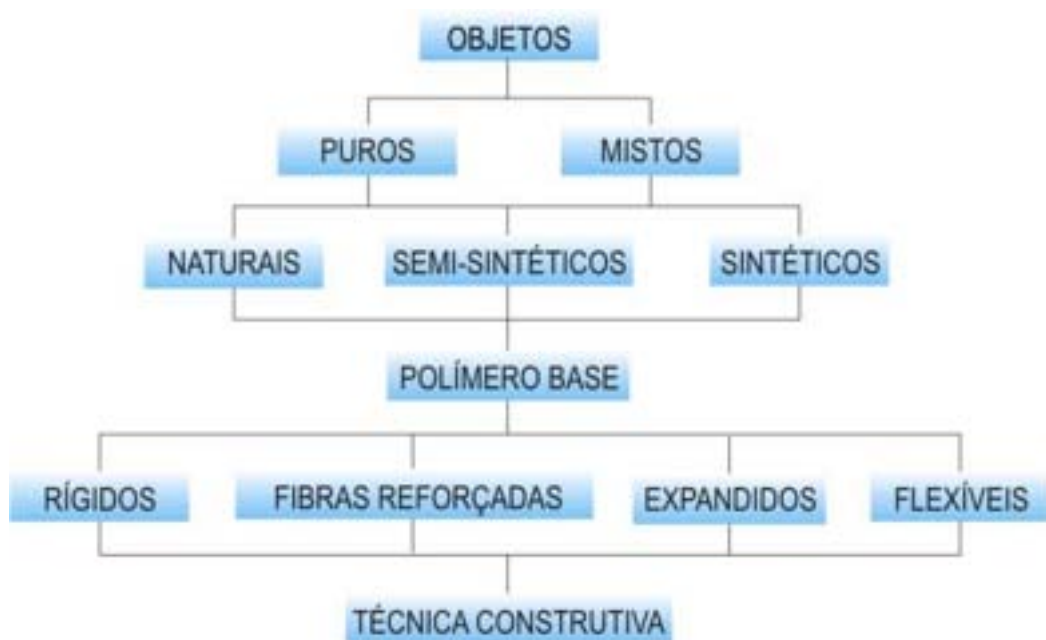 OBJETOS
PUROS
MISTOS
NATURAIS
SEMI-SINTÉTICOS
SINTÉTICOS
POLÍMERO BASE
RÍGIDOS
FIBRAS REFORÇADAS
EXPANDIDOS
FLEXÍVEIS
TÉCNICA CONSTRUTIVA